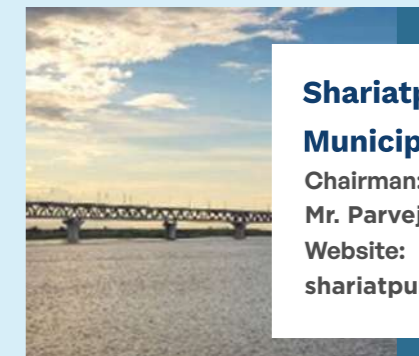 Shariatp
Municip
Chairman:
Mr. Parvej
Website:
shariatpu